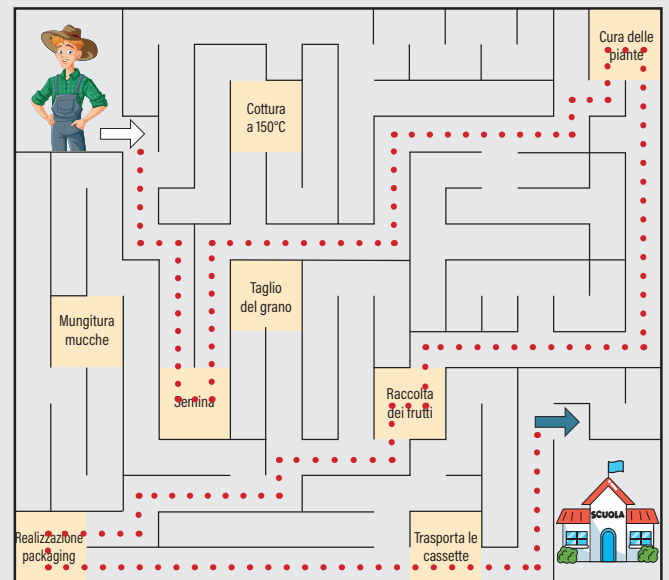 Cura delle
piante
Cottura
a 150°C
Taglio
del grano
Mungitura
mucche
Semina
Raccolta
dei frutti
SCUOLA
Realizzazione
packaging
Trasporta le
cassette